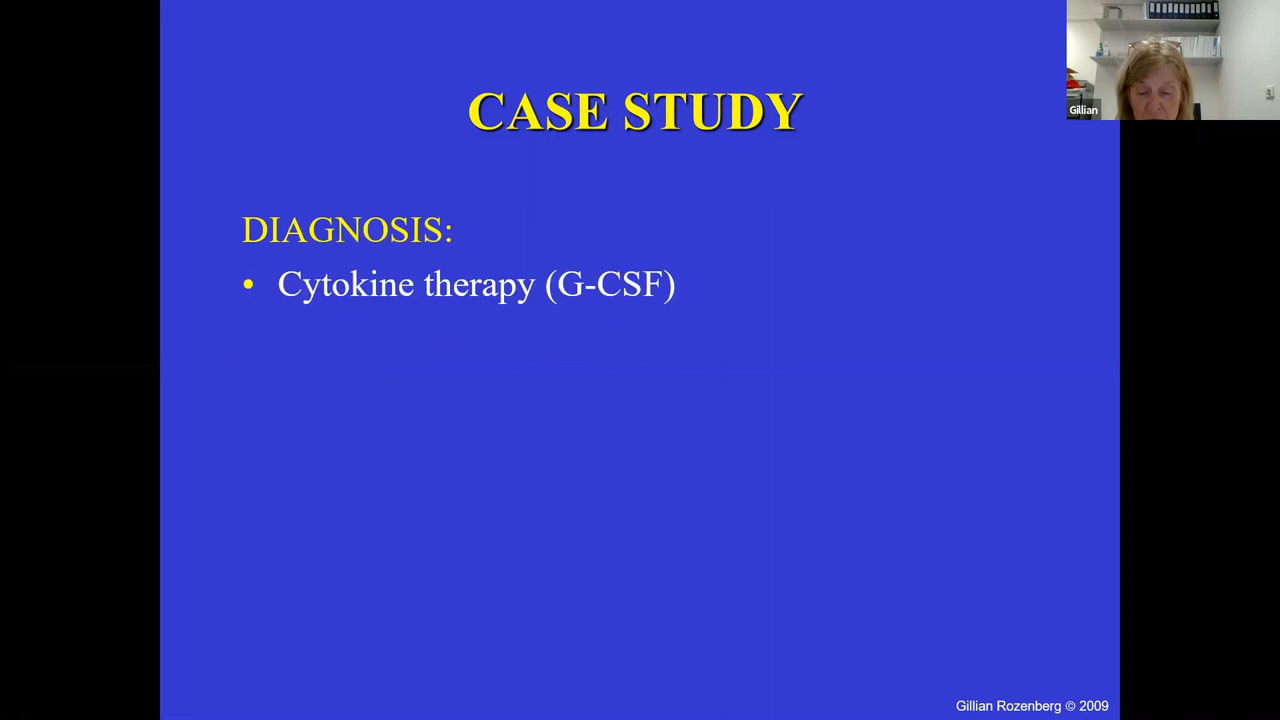 Gillian
CASE STUDY
DIAGNOSIS:
• Cytokine therapy (G-CSF)
Gillian Rozenberg © 2009